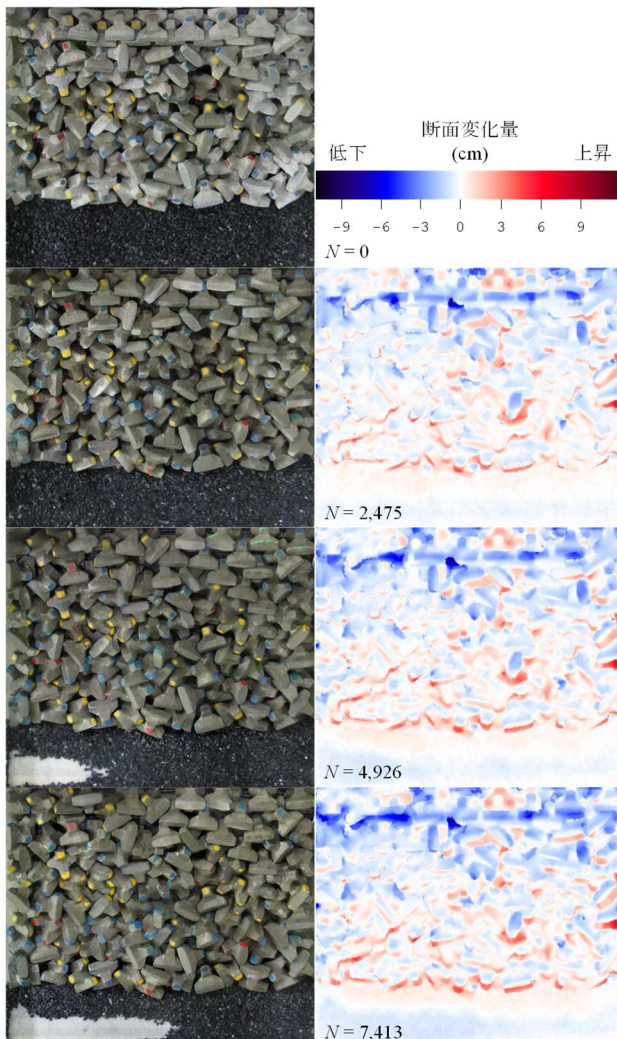 断面変化量
低下 (cm) 上昇
-9 -6 -3 0 3 6 9
N = 0
N = 2,475
N = 4,926
N = 7,413